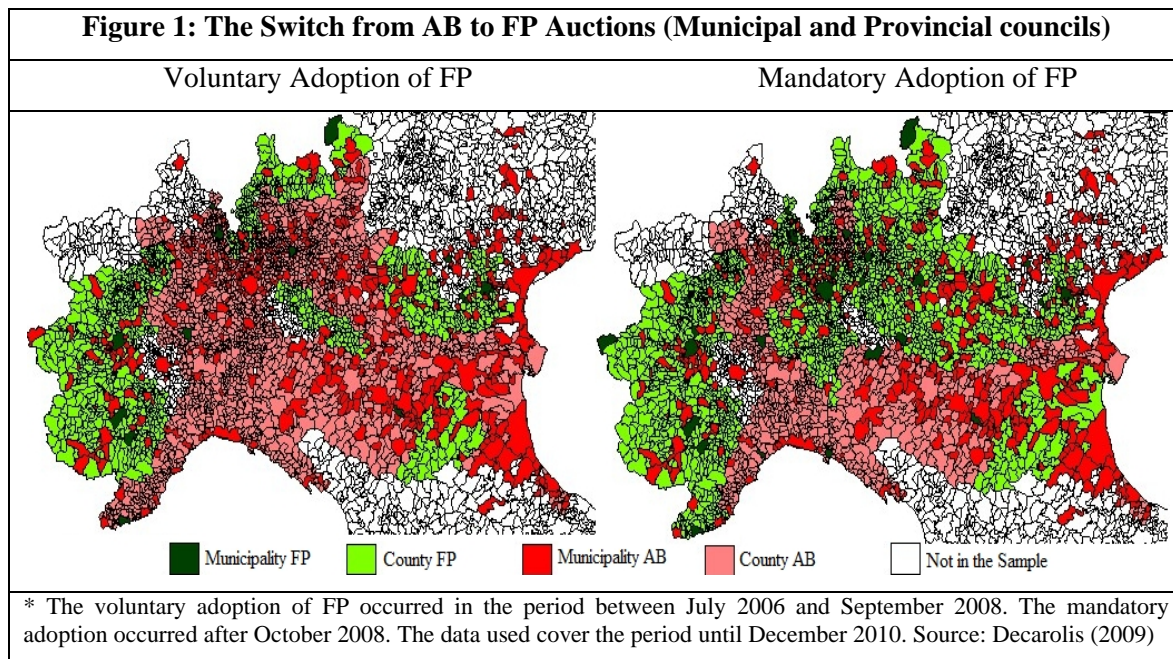 Figure 1: The Switch from AB to FP Auctions (Municipal and Provincial councils)
Voluntary Adoption of FP
Mandatory Adoption of FP
Municipality FP
County FP
Municipality AB
County AB
Not in the Sample
* The voluntary adoption of FP occurred in the period between July 2006 and September 2008. The mandatory
adoption occurred after October 2008. The data used cover the period until December 2010. Source: Decarolis (2009)